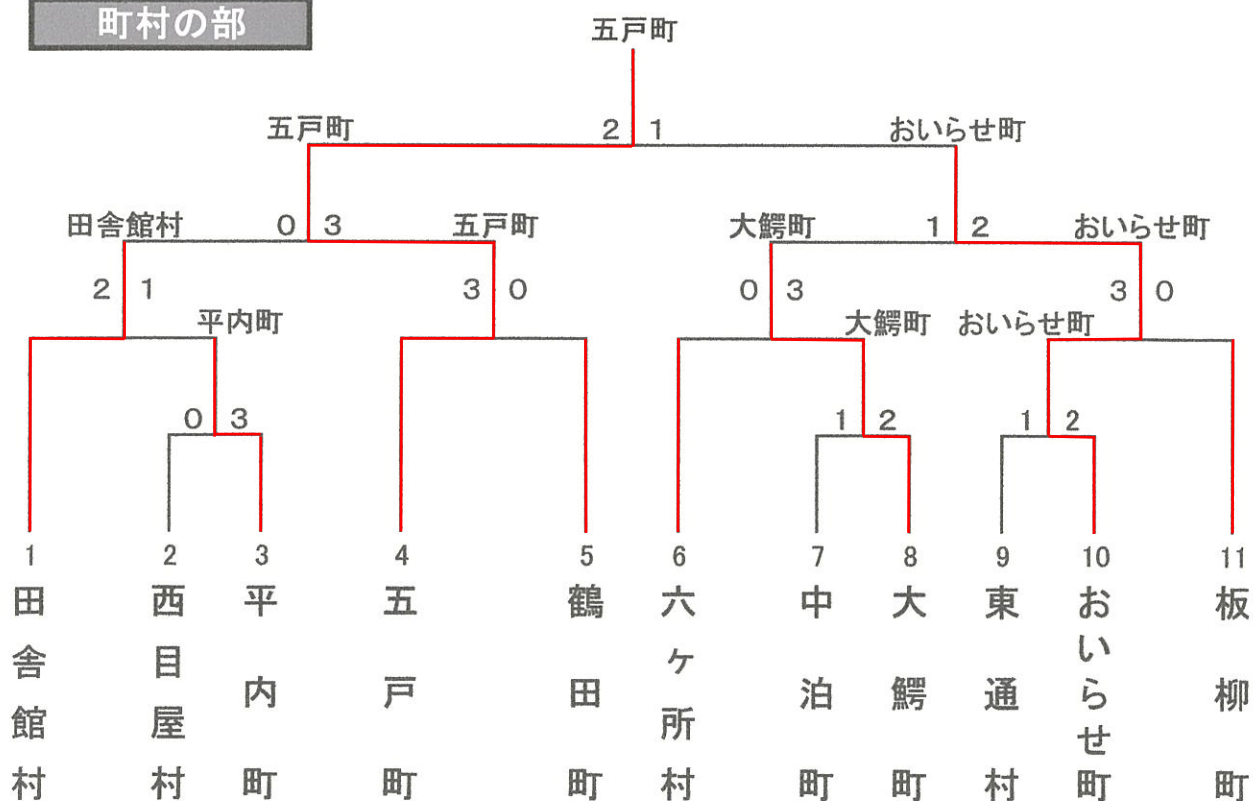 町村の部
五戸町
五戸町 2 1 おいらせ町
田舎館村 0 3 五戸町 大鰐町 1 2 おいらせ町
2 1 3 0 0 3 3 0
平内町 大鰐町 おいらせ町
0 3 1 2 1 2
1 2 3 4 5 6 7 8 9 10 11
田舎館村
西目屋村
平内町
五戸町
鶴田町
六ヶ所村
中泊町
大鰐町
東通村
おいらせ町
板柳町